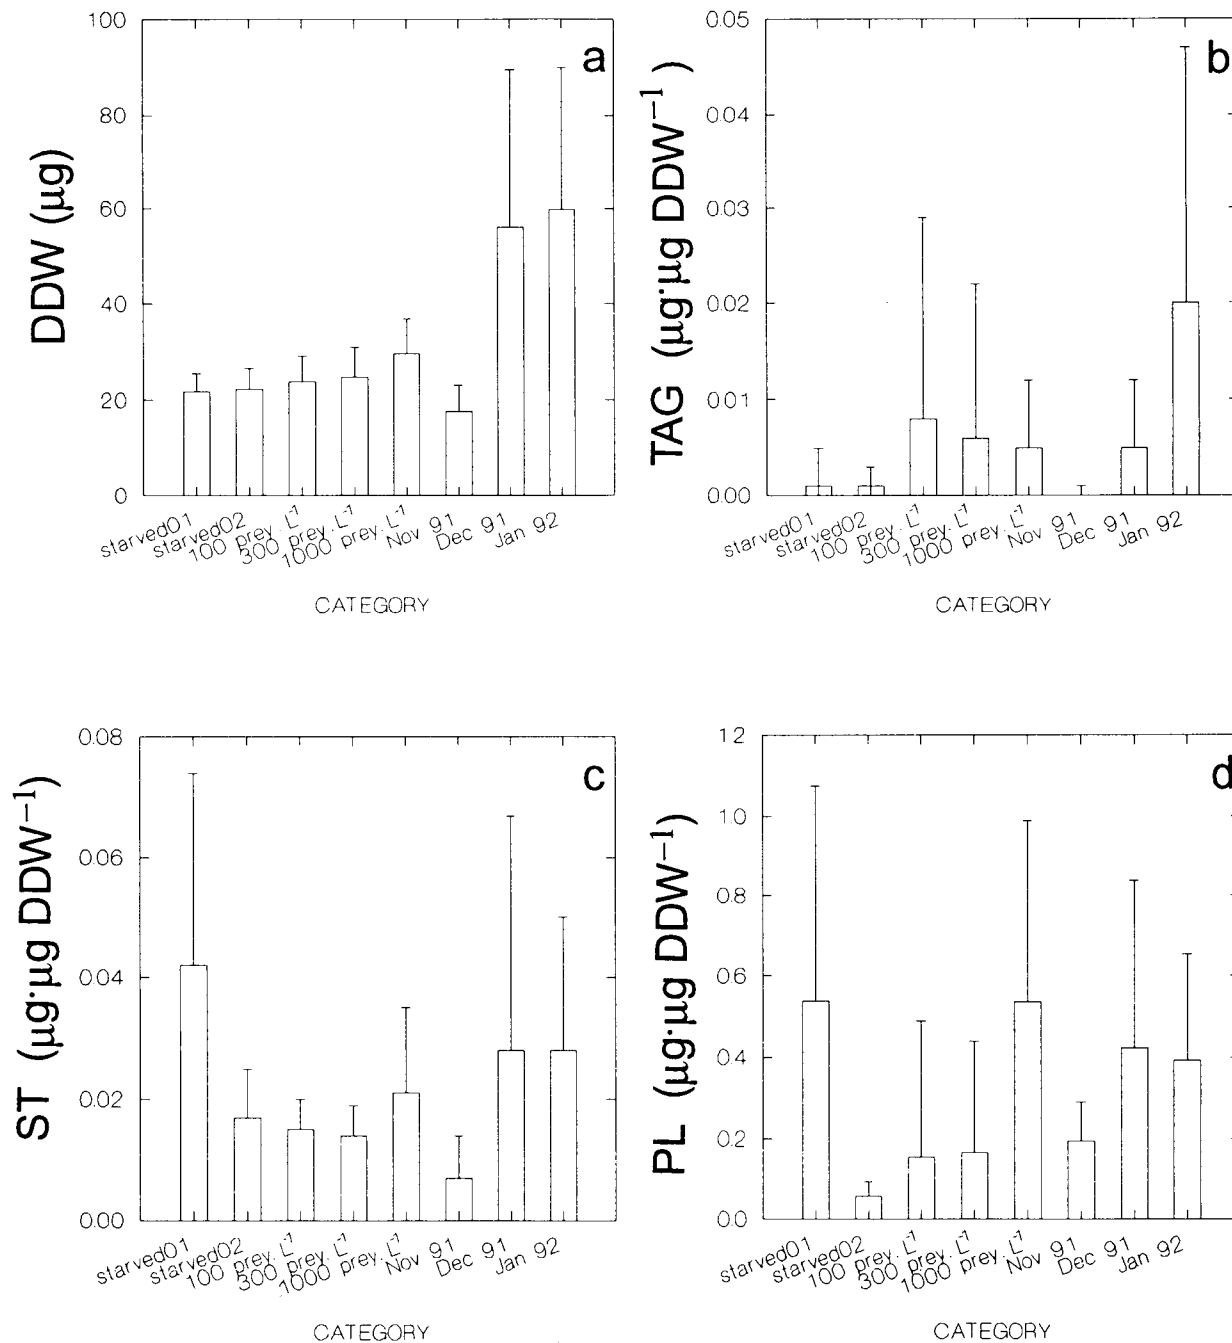 a
DDW (µg)
100
80
60
40
20
0
starved01
starved02
100 prey. L⁻¹
300 prey. L⁻¹
1000 prey. L⁻¹
Nov 91
Dec 91
Jan 92
CATEGORY
b
TAG (µg·µg DDW⁻¹)
0.05
0.04
0.03
0.02
0.01
0.00
starved01
starved02
100 prey. L⁻¹
300 prey. L⁻¹
1000 prey. L⁻¹
Nov 91
Dec 91
Jan 92
CATEGORY
c
ST (µg·µg DDW⁻¹)
0.08
0.06
0.04
0.02
0.00
starved01
starved02
100 prey. L⁻¹
300 prey. L⁻¹
1000 prey. L⁻¹
Nov 91
Dec 91
Jan 92
CATEGORY
d
PL (µg·µg DDW⁻¹)
1.2
1.0
0.8
0.6
0.4
0.2
0.0
starved01
starved02
100 prey. L⁻¹
300 prey. L⁻¹
1000 prey. L⁻¹
Nov 91
Dec 91
Jan 92
CATEGORY